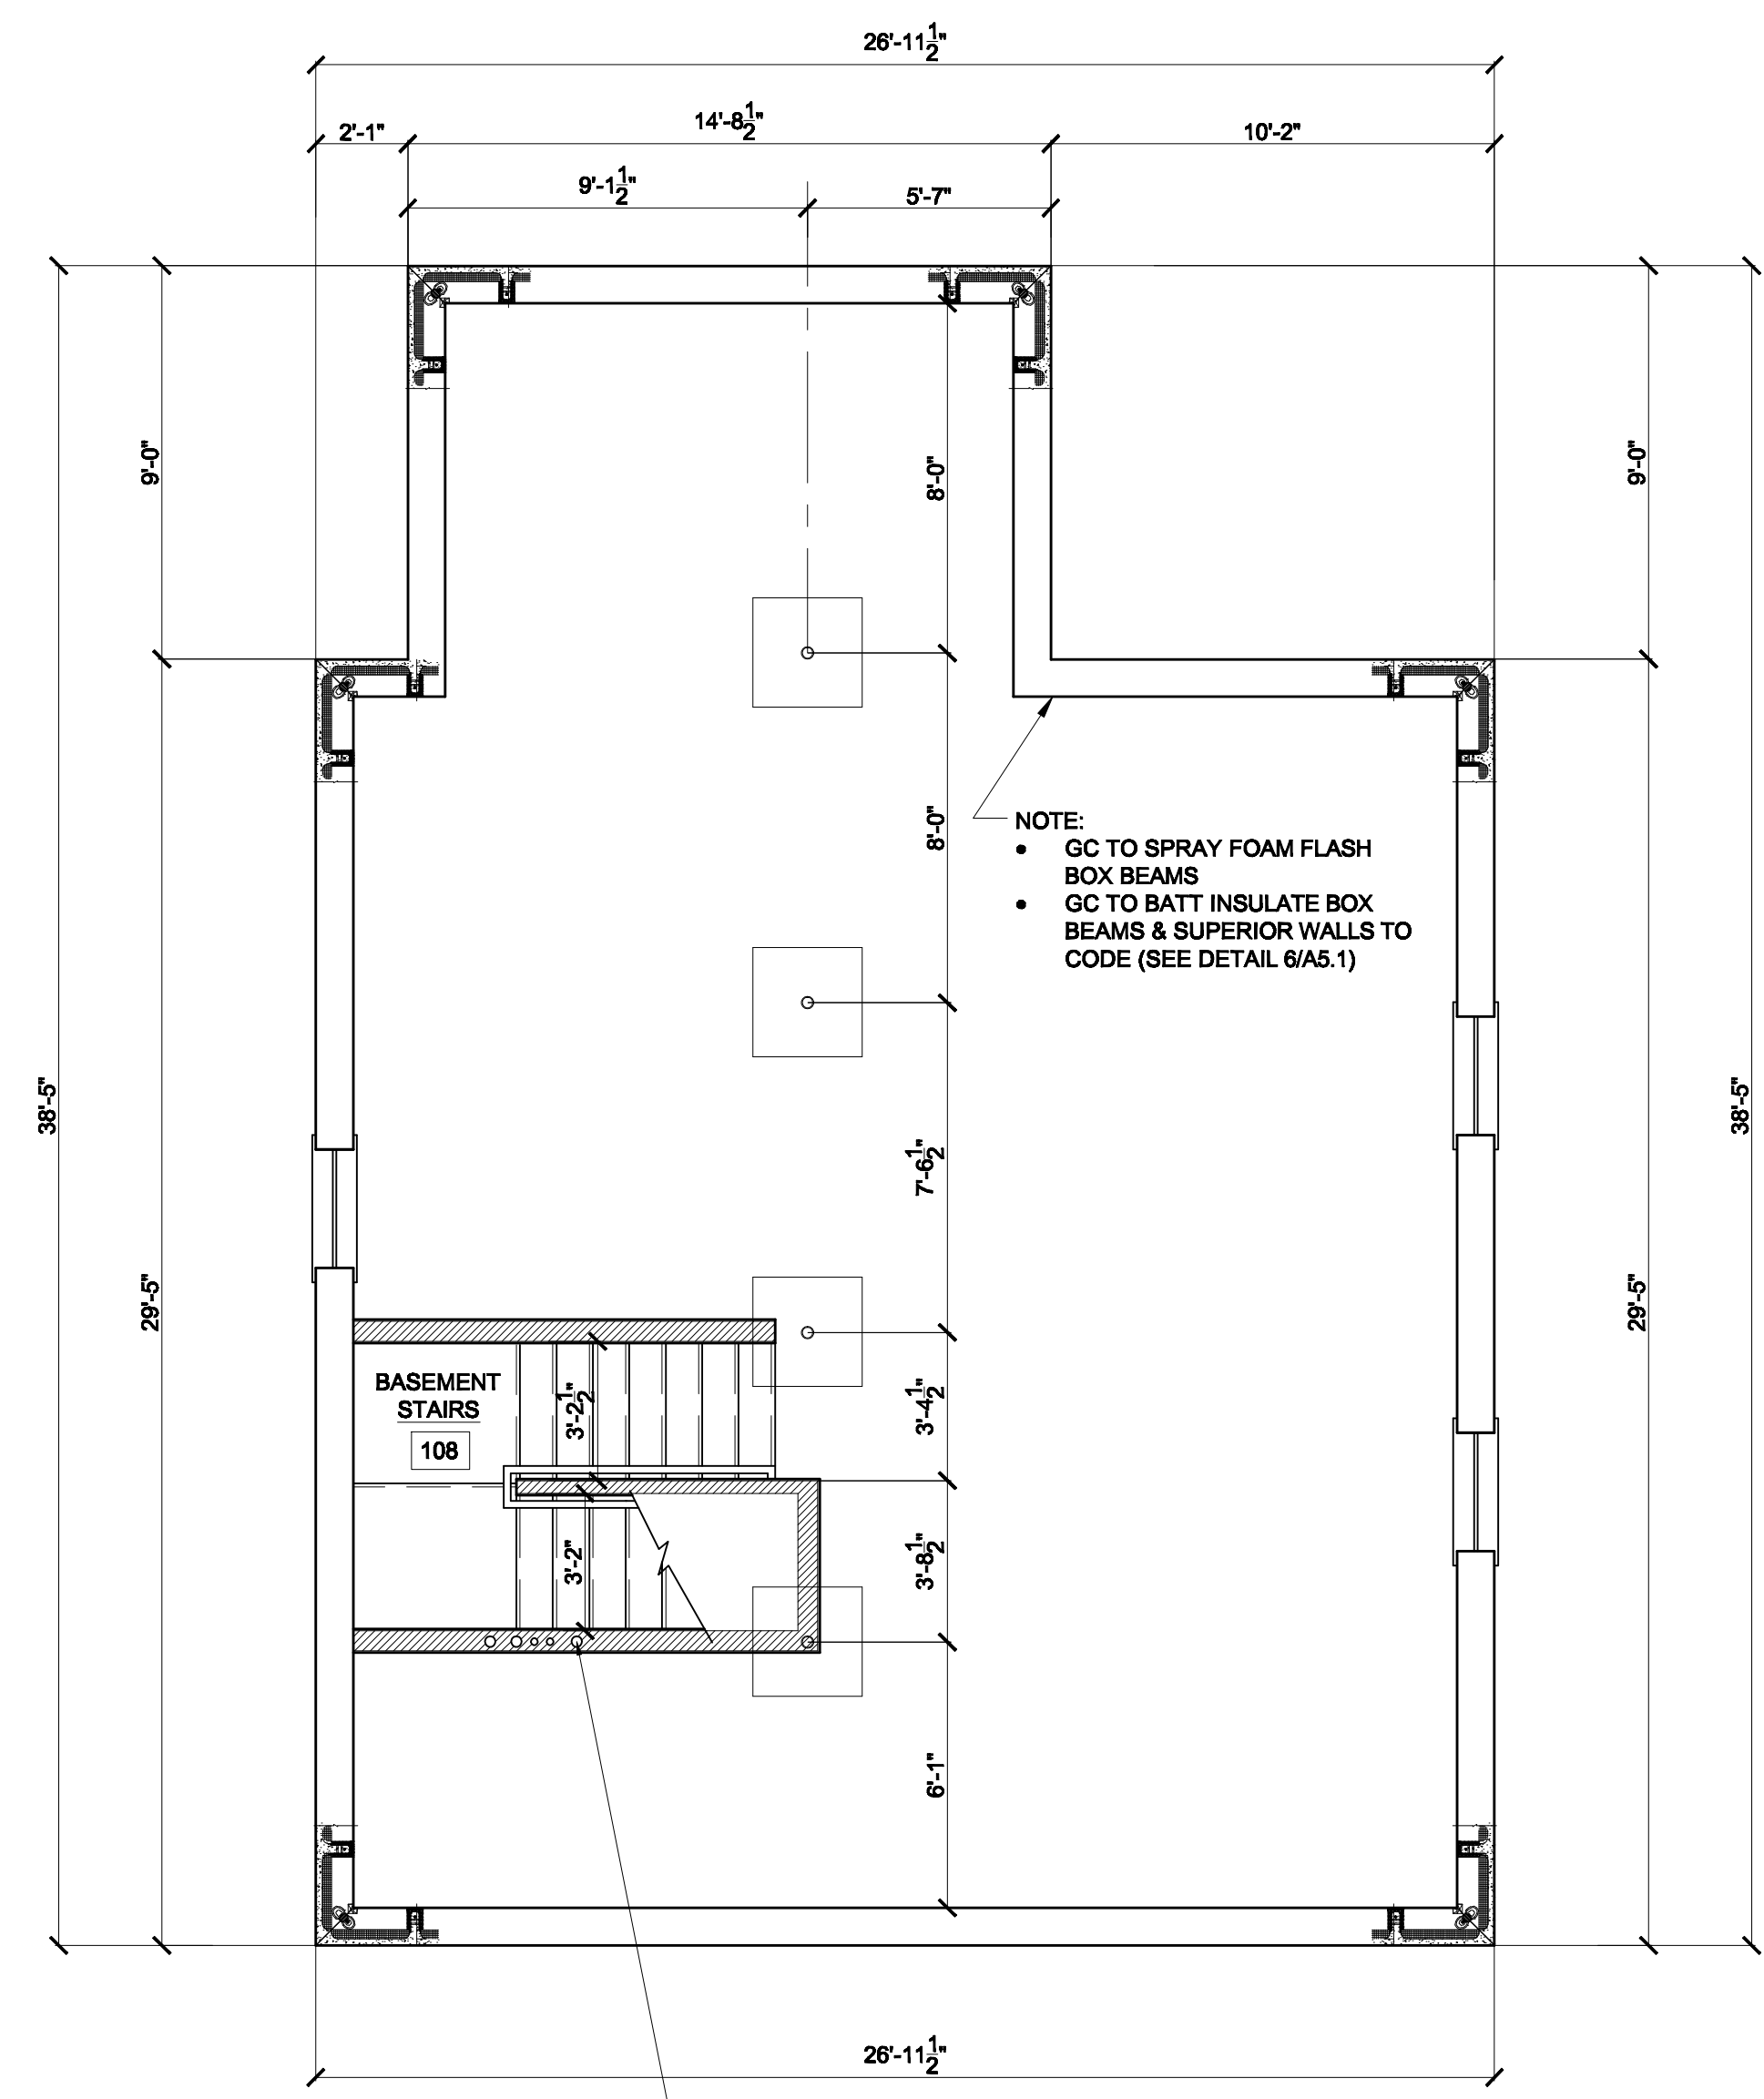 26'-11 1/2"
2'-1"
14'-8 1/2"
10'-2"
9'-1 1/2"
5'-7"
9'-0"
8'-0"
9'-0"
8'-0"
NOTE:
• GC TO SPRAY FOAM FLASH
BOX BEAMS
• GC TO BATT INSULATE BOX
BEAMS & SUPERIOR WALLS TO
CODE (SEE DETAIL 6/A5.1)
38'-5"
7'-6 1/2"
38'-5"
29'-5"
29'-5"
BASEMENT
STAIRS
108
3'-2 1/2"
3'-4 1/2"
3'-2"
3'-8 1/2"
6'-1"
26'-11 1/2"